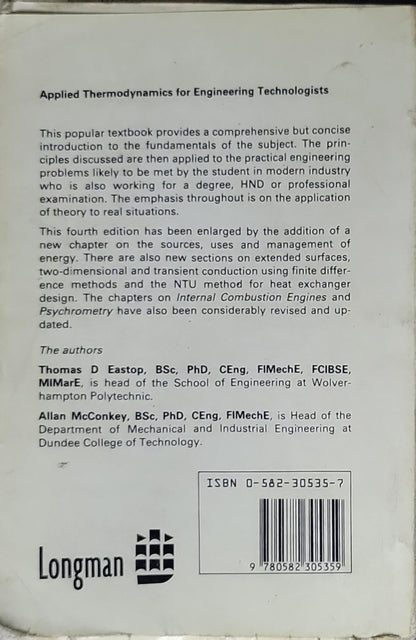 Applied Thermodynamics for Engineering Technologists
This popular textbook provides a comprehensive but concise
introduction to the fundamentals of the subject. The prin-
ciples discussed are then applied to the practical engineering
problems likely to be met by the student in modern industry
who is also working for a degree, HND or professional
examination. The emphasis throughout is on the application
of theory to real situations.
This fourth edition has been enlarged by the addition of a
new chapter on the sources, uses and management of
energy. There are also new sections on extended surfaces,
two-dimensional and transient conduction using finite differ-
ence methods and the NTU method for heat exchanger
design. The chapters on Internal Combustion Engines and
Psychrometry have also been considerably revised and up-
dated.
The authors
Thomas D Eastop, BSc, PhD, CEng, FIMechE, FCIBSE,
MIMarE, is head of the School of Engineering at Wolver-
hampton Polytechnic.
Allan McConkey, BSc, PhD, CEng, FIMechE, is Head of the
Department of Mechanical and Industrial Engineering at
Dundee College of Technology.
ISBN 0-582-30535-7
9 780582 305359
Longman